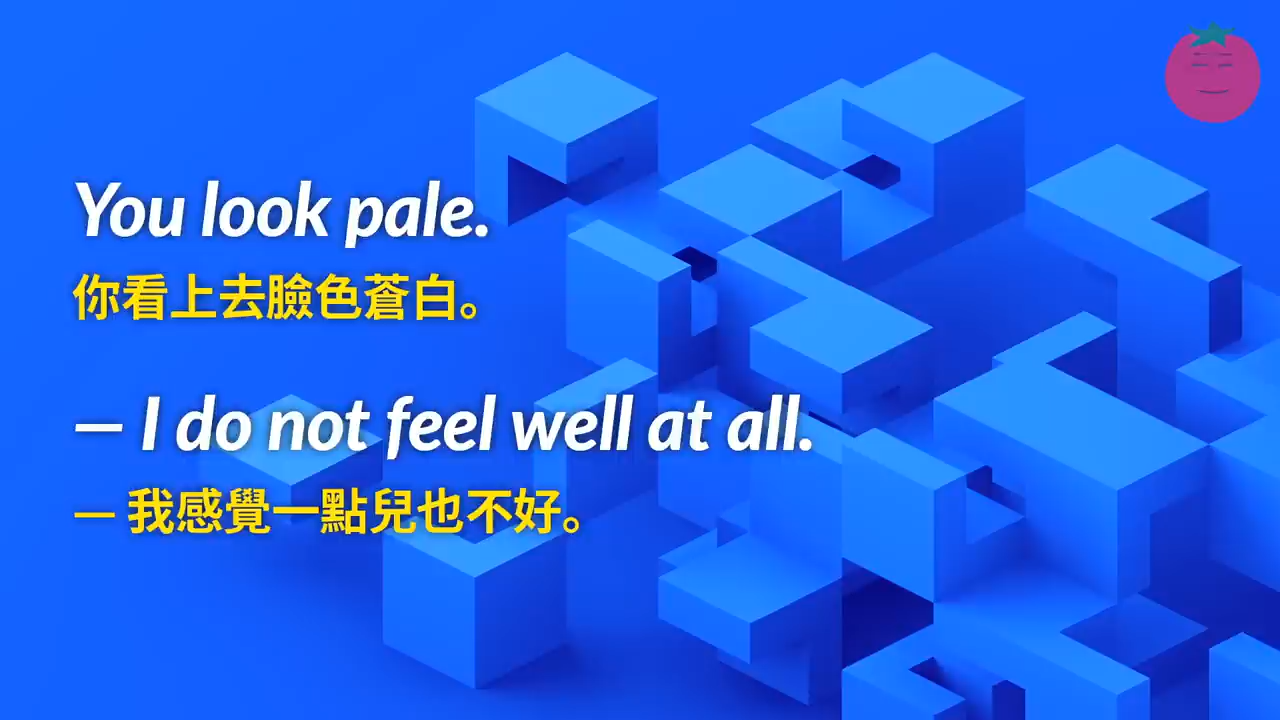 You look pale.
你看上去臉色蒼白。
— I do not feel well at all.
— 我感覺一點兒也不好。